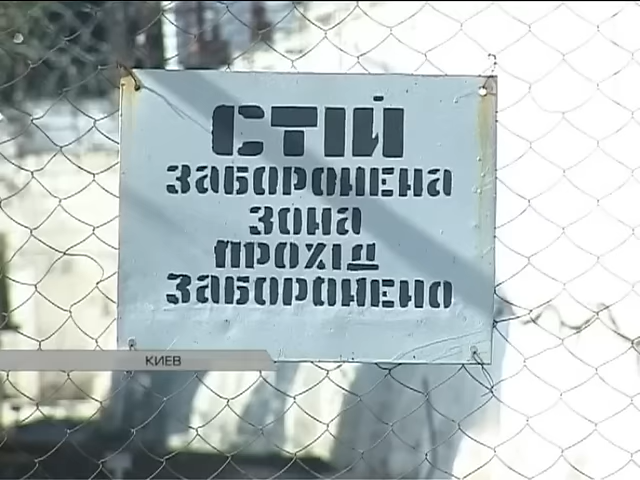 СТІЙ
ЗАБОРОНЕНА
ЗОНА
ПРОХІД
ЗАБОРОНЕНО
КИЕВ